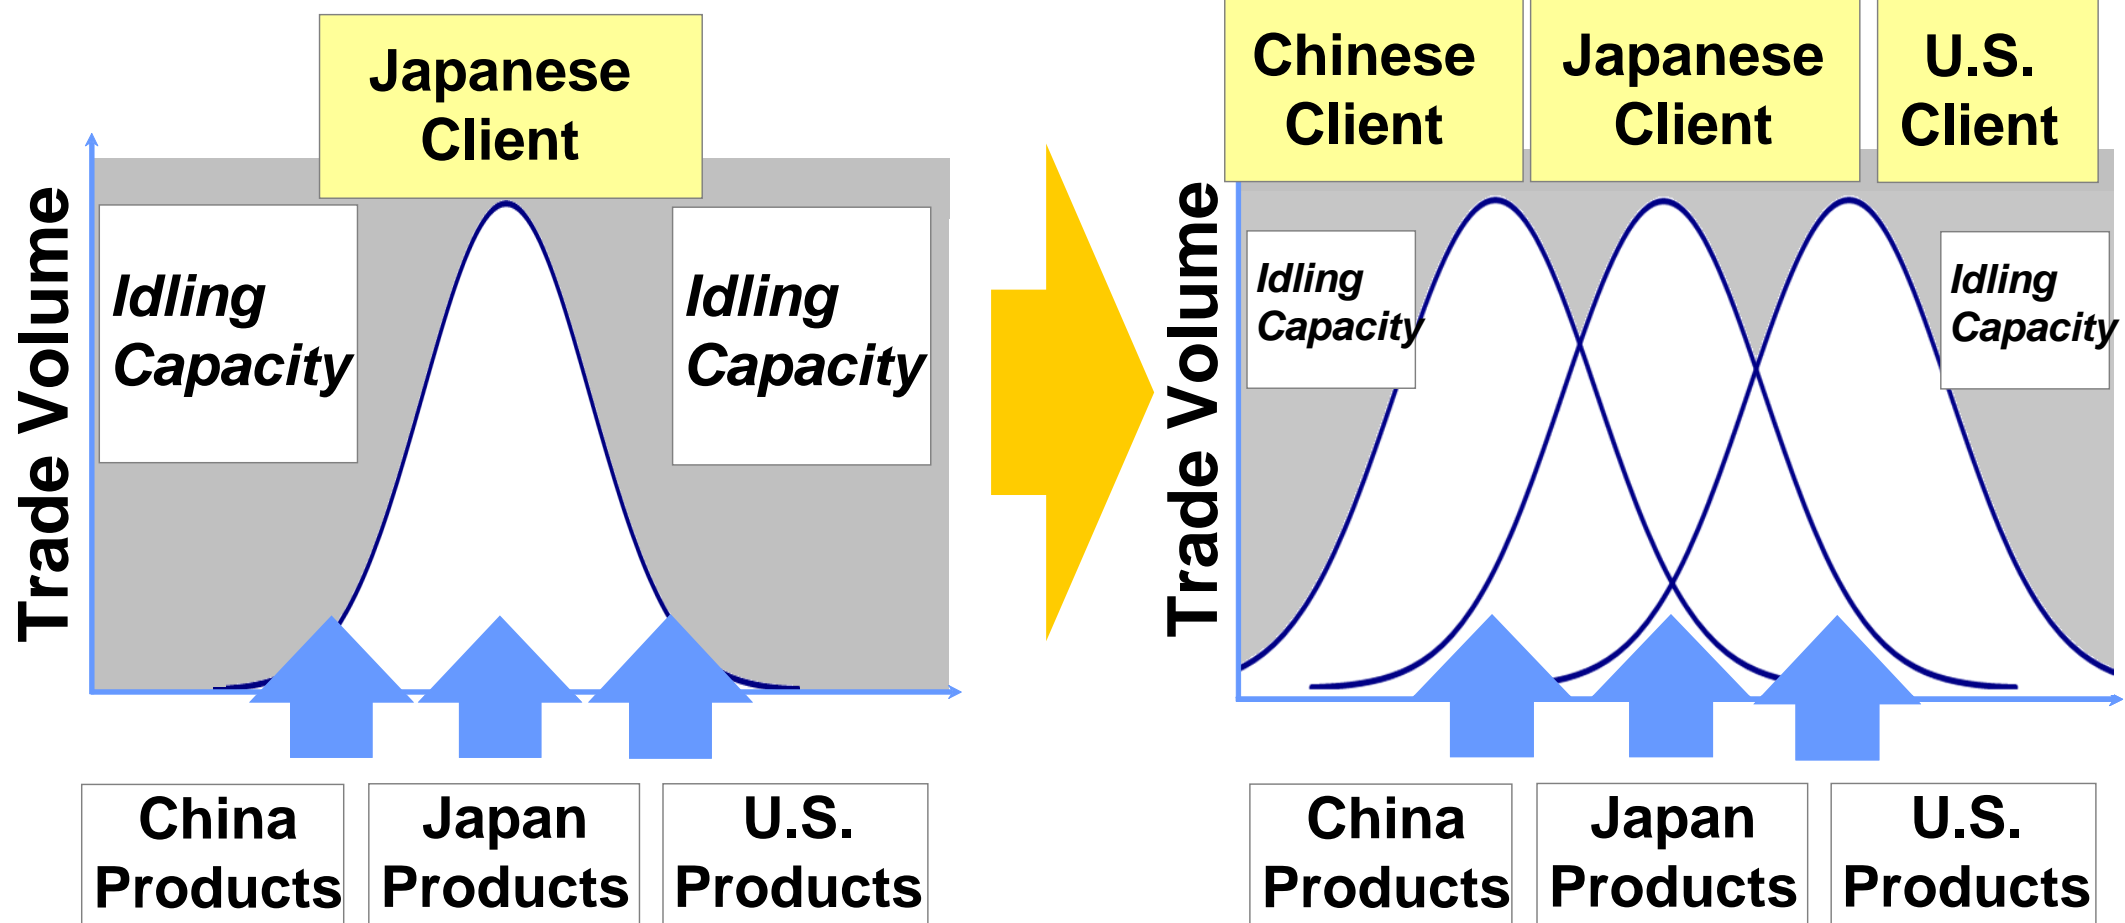 Japanese
Client
Trade Volume
Idling
Capacity
Idling
Capacity
China
Products
Japan
Products
U.S.
Products
Chinese
Client
Japanese
Client
U.S.
Client
Trade Volume
Idling
Capacity
Idling
Capacity
China
Products
Japan
Products
U.S.
Products